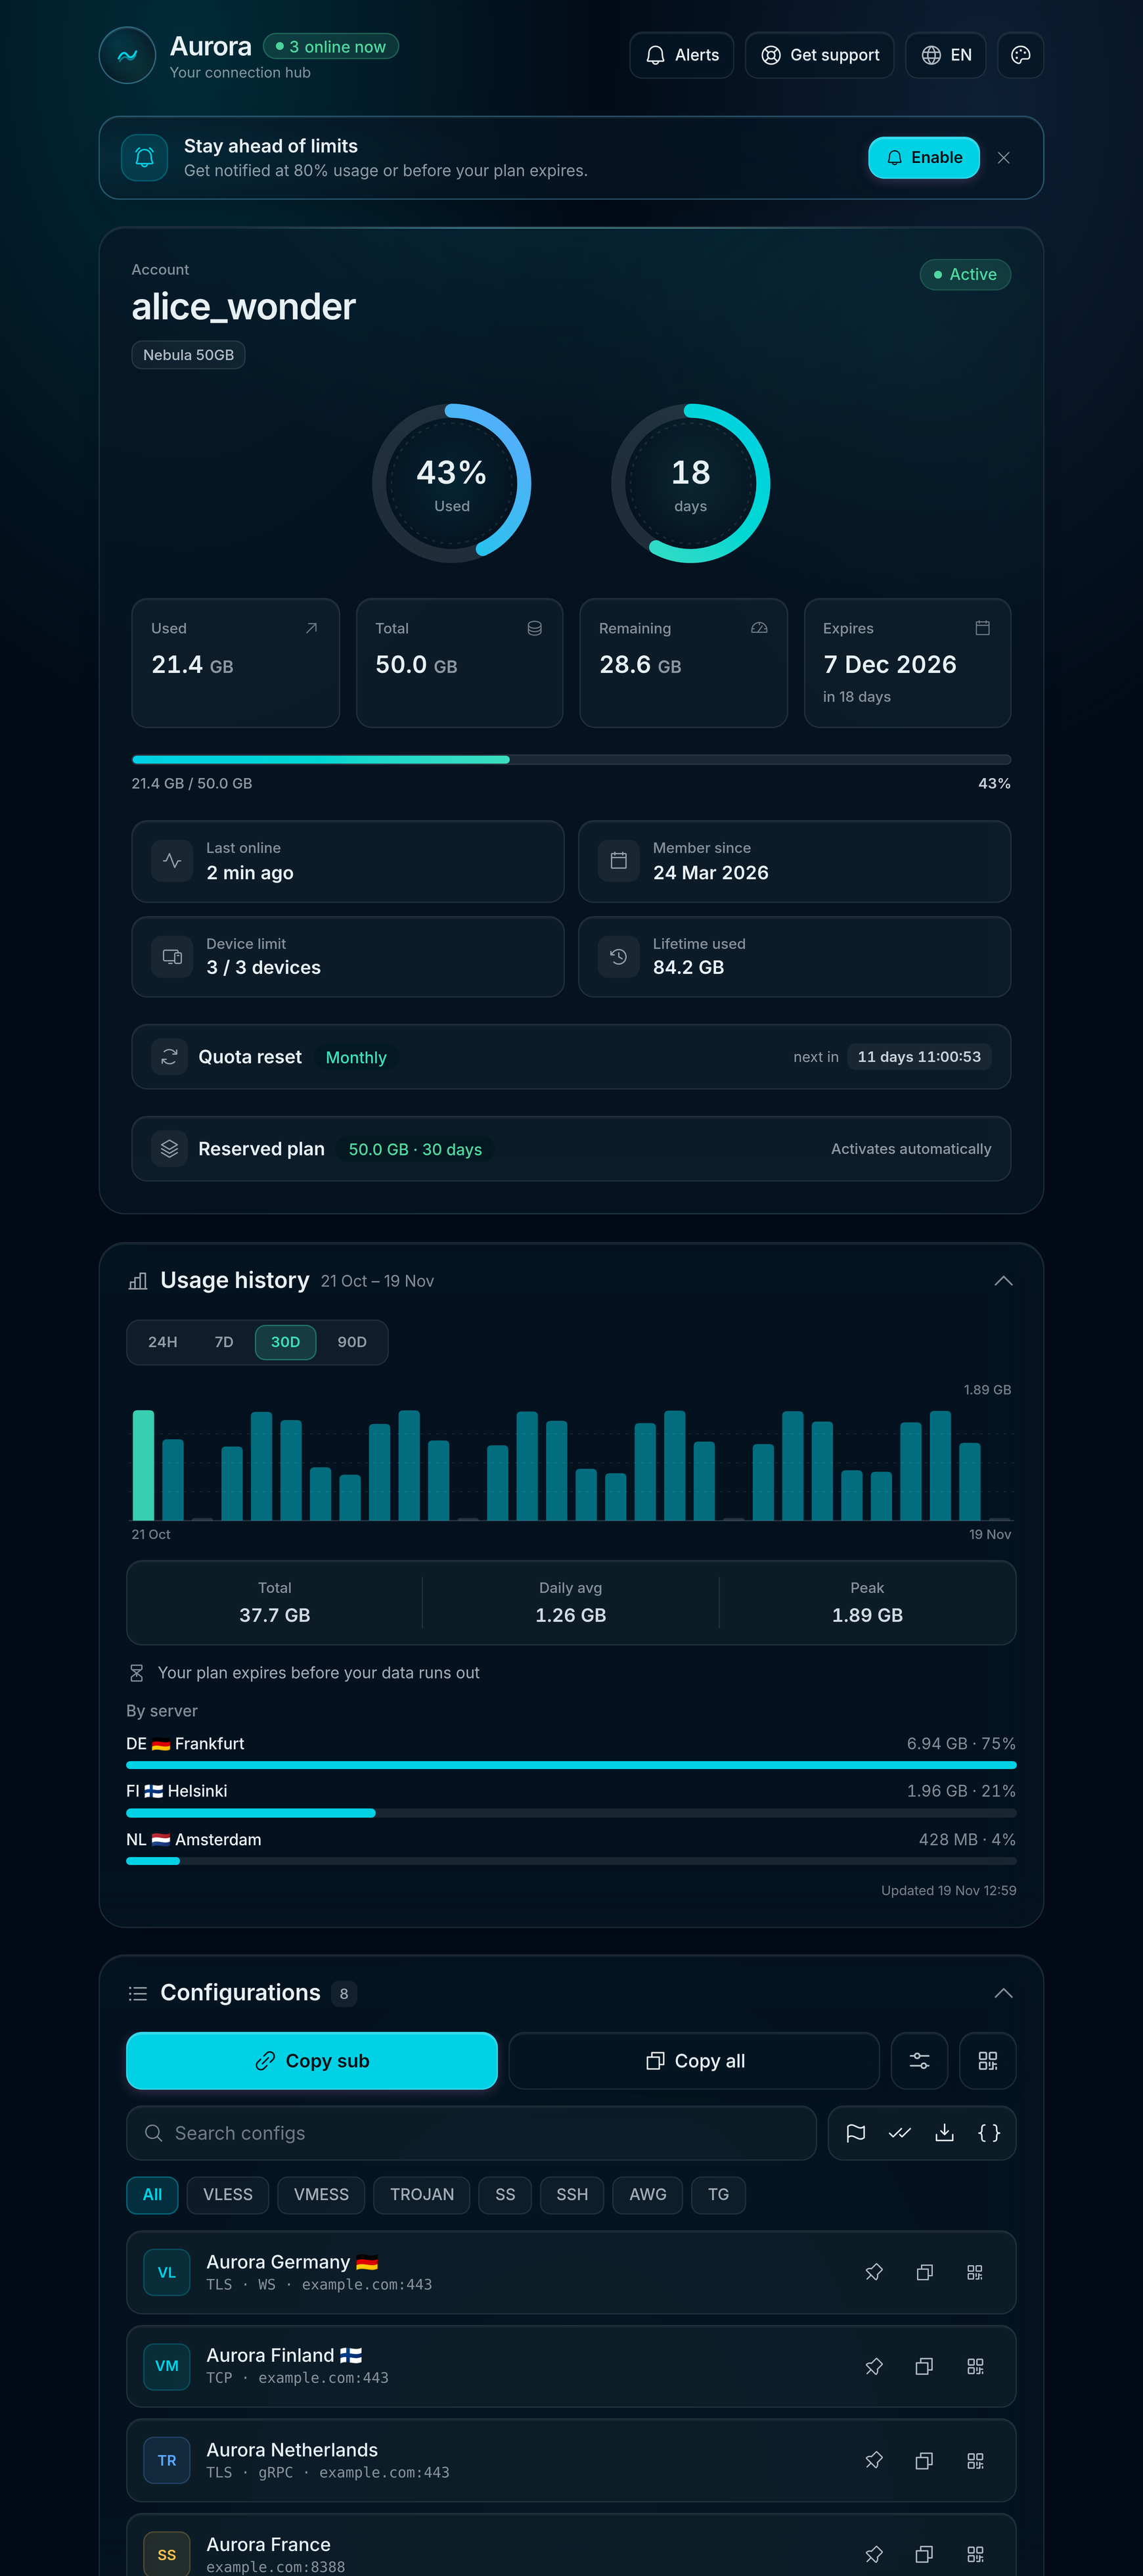 Aurora
3 online now
Your connection hub
Alerts
Get support
EN
Stay ahead of limits
Get notified at 80% usage or before your plan expires.
Enable
Account
Active
alice_wonder
Nebula 50GB
43%
Used
18
days
Used
21.4 GB
Total
50.0 GB
Remaining
28.6 GB
Expires
7 Dec 2026
in 18 days
21.4 GB / 50.0 GB
43%
Last online
2 min ago
Member since
24 Mar 2026
Device limit
3 / 3 devices
Lifetime used
84.2 GB
Quota reset Monthly
next in 11 days 11:00:53
Reserved plan 50.0 GB · 30 days
Activates automatically
Usage history 21 Oct – 19 Nov
24H 7D 30D 90D
1.89 GB
21 Oct
19 Nov
Total
37.7 GB
Daily avg
1.26 GB
Peak
1.89 GB
Your plan expires before your data runs out
By server
DE 🇩🇪 Frankfurt
6.94 GB · 75%
FI 🇫🇮 Helsinki
1.96 GB · 21%
NL 🇳🇱 Amsterdam
428 MB · 4%
Updated 19 Nov 12:59
Configurations 8
Copy sub
Copy all
Search configs
All VLESS VMESS TROJAN SS SSH AWG TG
VL
Aurora Germany 🇩🇪
TLS · WS · example.com:443
VM
Aurora Finland 🇫🇮
TCP · example.com:443
TR
Aurora Netherlands
TLS · gRPC · example.com:443
SS
Aurora France
example.com:8388